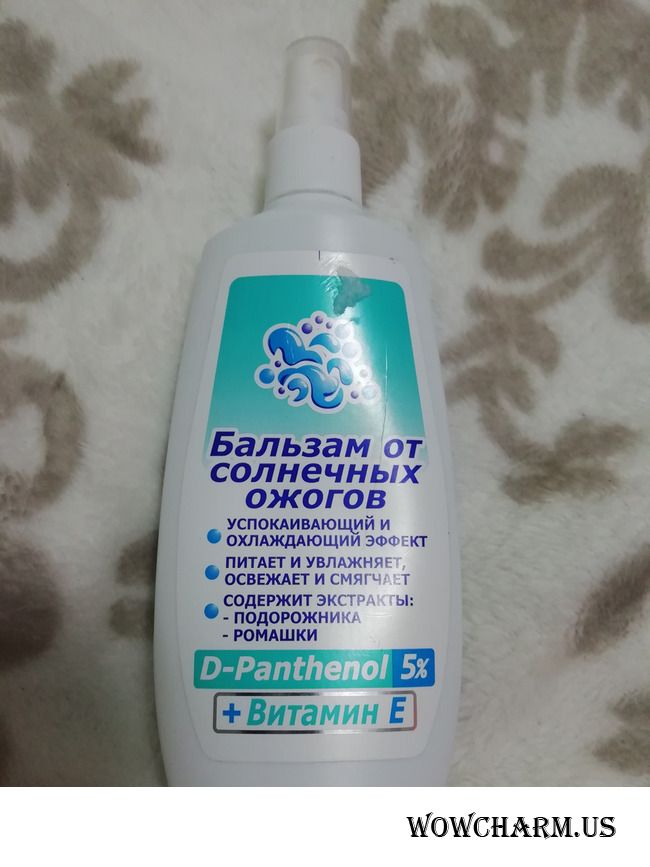 Бальзам от
солнечных
ожогов
УСПОКАИВАЮЩИЙ И
ОХЛАЖДАЮЩИЙ ЭФФЕКТ
ПИТАЕТ И УВЛАЖНЯЕТ,
ОСВЕЖАЕТ И СМЯГЧАЕТ
СОДЕРЖИТ ЭКСТРАКТЫ:
- ПОДОРОЖНИКА
- РОМАШКИ
D-Panthenol 5%
+ Витамин Е
WOWCHARM.US